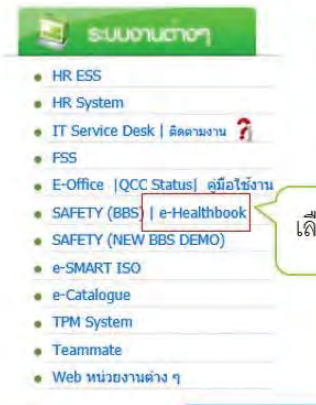 ระบบงานต่างๆ
HR ESS
HR System
IT Service Desk | ติดตามงาน
FSS
E-Office |QCC Status| คู่มือใช้งาน
SAFETY (BBS) | e-Healthbook
SAFETY (NEW BBS DEMO)
e-SMART ISO
e-Catalogue
TPM System
Teammate
Web หน่วยงานต่าง ๆ